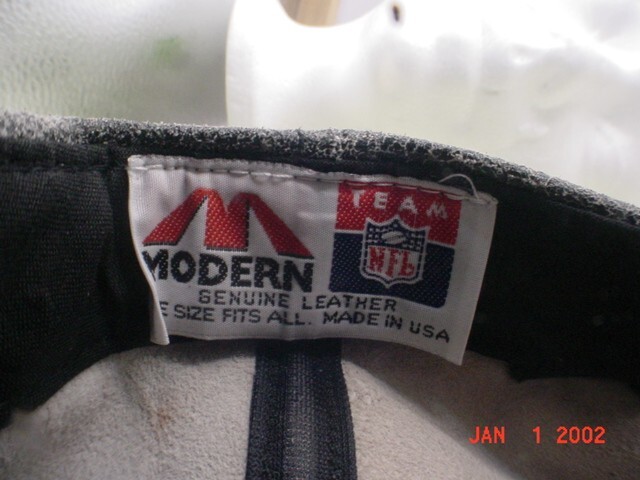 TEAM
NFL
MODERN
GENUINE LEATHER
E SIZE FITS ALL. MADE IN USA
JAN 1 2002